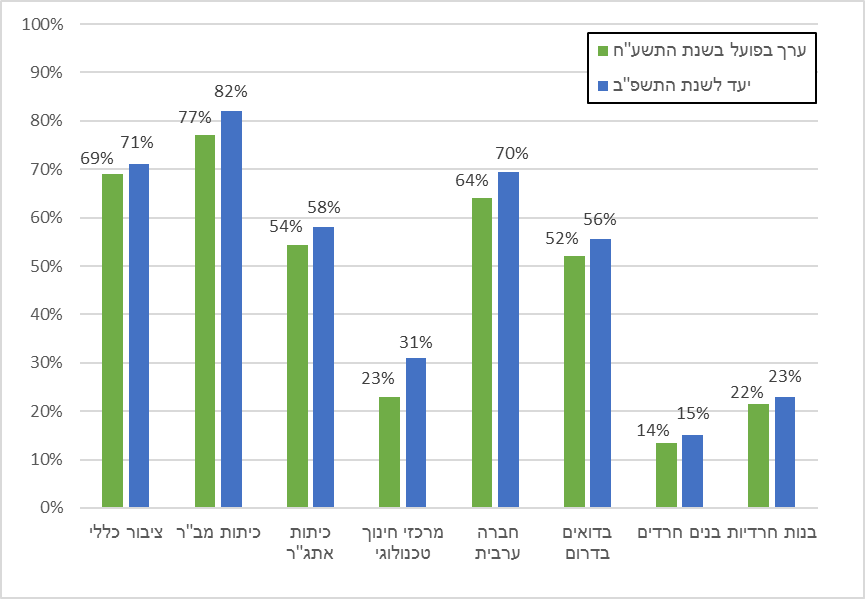 100%
90%
80%
70%
60%
50%
40%
30%
20%
10%
0%
ערך בפועל בשנת התשע"ח
יעד לשנת התשפ"ב
69%
71%
77%
82%
54%
58%
23%
31%
64%
70%
52%
56%
14%
15%
22%
23%
ציבור כללי
כיתות מב"ר
כיתות
אתג"ר
מרכזי חינוך
טכנולוגי
חברה
ערבית
בדואים
בדרום
בנים חרדים
בנות חרדיות